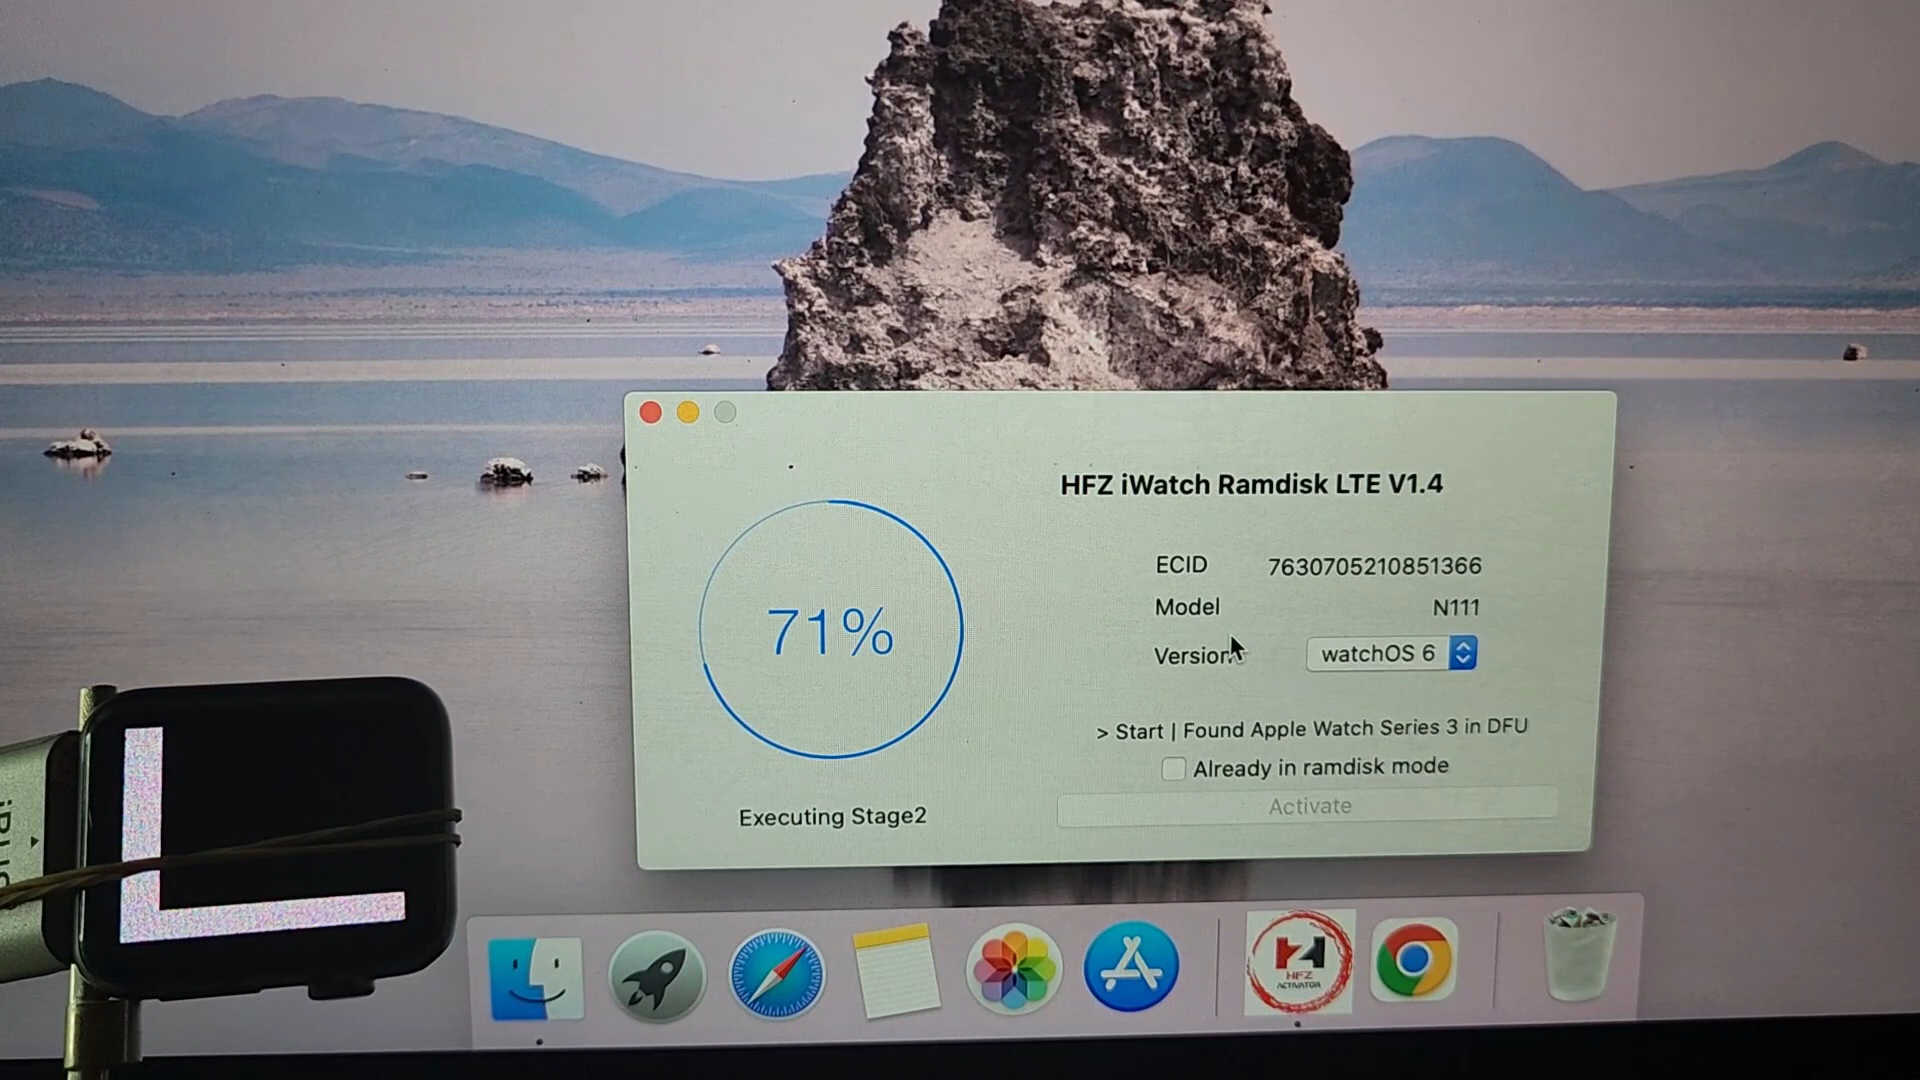 HFZ iWatch Ramdisk LTE V1.4
ECID 7630705210851366
Model N111
Version watchOS 6
> Start | Found Apple Watch Series 3 in DFU
Already in ramdisk mode
Activate
71%
Executing Stage2
HFZ
ACTIVATOR